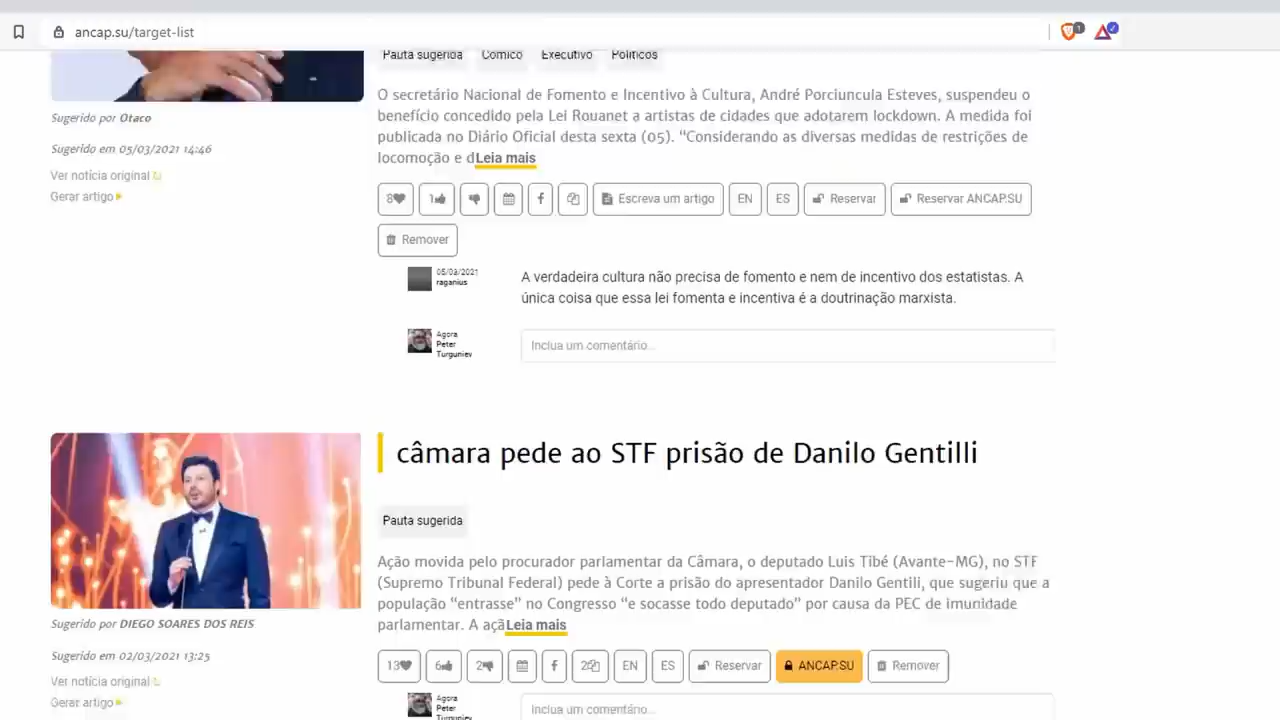 ancap.su/target-list
1
Pauta sugerida Cômico Executivo Políticos
O secretário Nacional de Fomento e Incentivo à Cultura, André Porciuncula Esteves, suspendeu o
benefício concedido pela Lei Rouanet a artistas de cidades que adotarem lockdown. A medida foi
publicada no Diário Oficial desta sexta (05). "Considerando as diversas medidas de restrições de
locomoção e dLeia mais
Sugerido por Otaco
Sugerido em 05/03/2021 14:46
Ver notícia original
Gerar artigo
8 1 Escreva um artigo EN ES Reservar Reservar ANCAP.SU
Remover
05/03/2021
raganius
A verdadeira cultura não precisa de fomento e nem de incentivo dos estatistas. A
única coisa que essa lei fomenta e incentiva é a doutrinação marxista.
Agora
Peter
Turguniev
Inclua um comentário...
câmara pede ao STF prisão de Danilo Gentilli
Pauta sugerida
Ação movida pelo procurador parlamentar da Câmara, o deputado Luis Tibé (Avante-MG), no STF
(Supremo Tribunal Federal) pede à Corte a prisão do apresentador Danilo Gentili, que sugeriu que a
população "entrasse" no Congresso "e socasse todo deputado" por causa da PEC de imunidade
parlamentar. A açãLeia mais
Sugerido por DIEGO SOARES DOS REIS
Sugerido em 02/03/2021 13:25
Ver notícia original
Gerar artigo
13 6 2 2 EN ES Reservar ANCAP.SU Remover
Agora
Peter
Turguniev
Inclua um comentário...